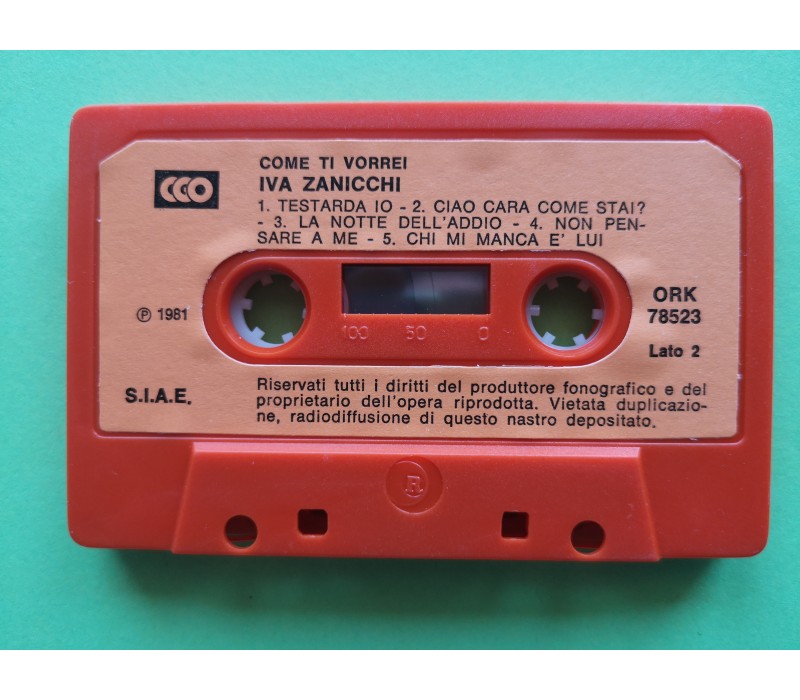 COME TI VORREI
CGO
IVA ZANICCHI
1. TESTARDA IO - 2. CIAO CARA COME STAI?
- 3. LA NOTTE DELL'ADDIO - 4. NON PEN-
SARE A ME - 5. CHI MI MANCA E' LUI
℗ 1981
ORK
78523
100 50 0
Lato 2
S.I.A.E.
Riservati tutti i diritti del produttore fonografico e del
proprietario dell'opera riprodotta. Vietata duplicazio-
ne, radiodiffusione di questo nastro depositato.